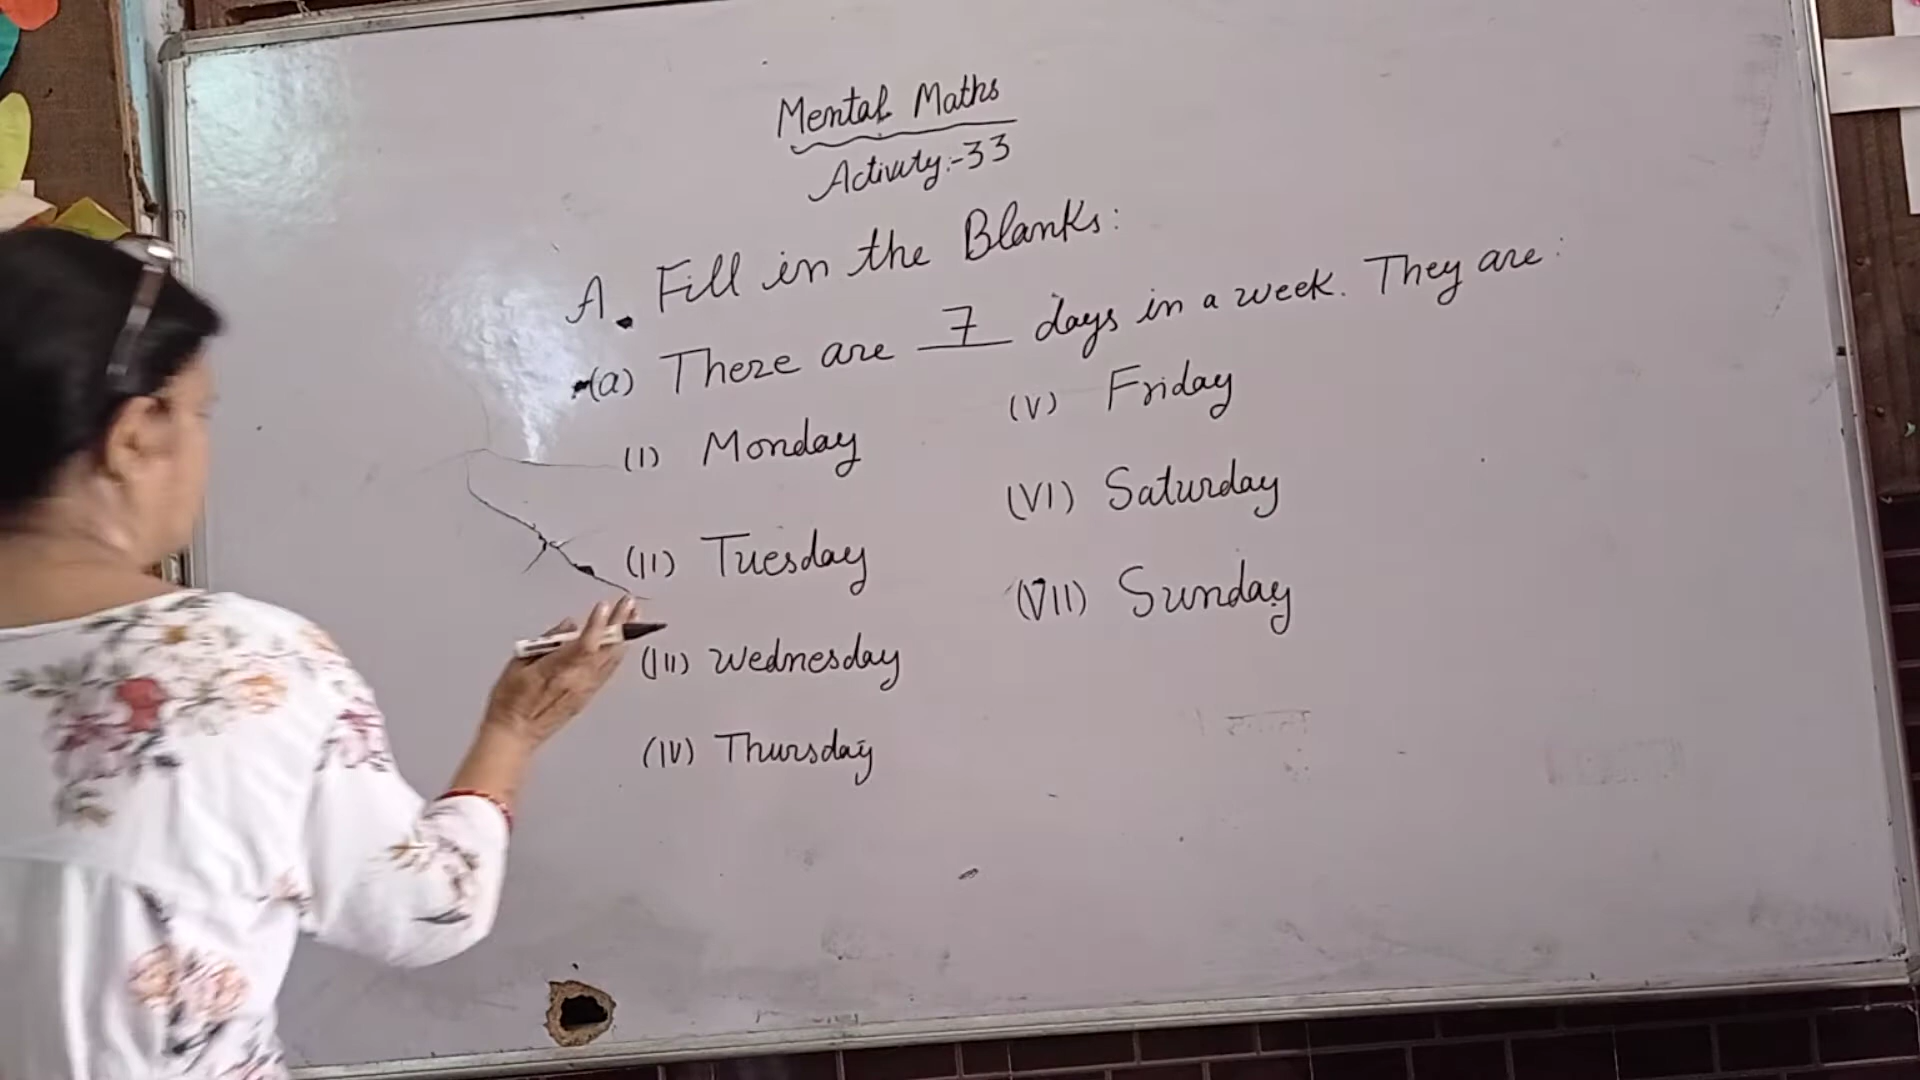 Mental Maths
Activity:-33
A. Fill in the Blanks:
(a) There are 7 days in a week. They are:
(I) Monday
(II) Tuesday
(III) Wednesday
(IV) Thursday
(V) Friday
(VI) Saturday
(VII) Sunday